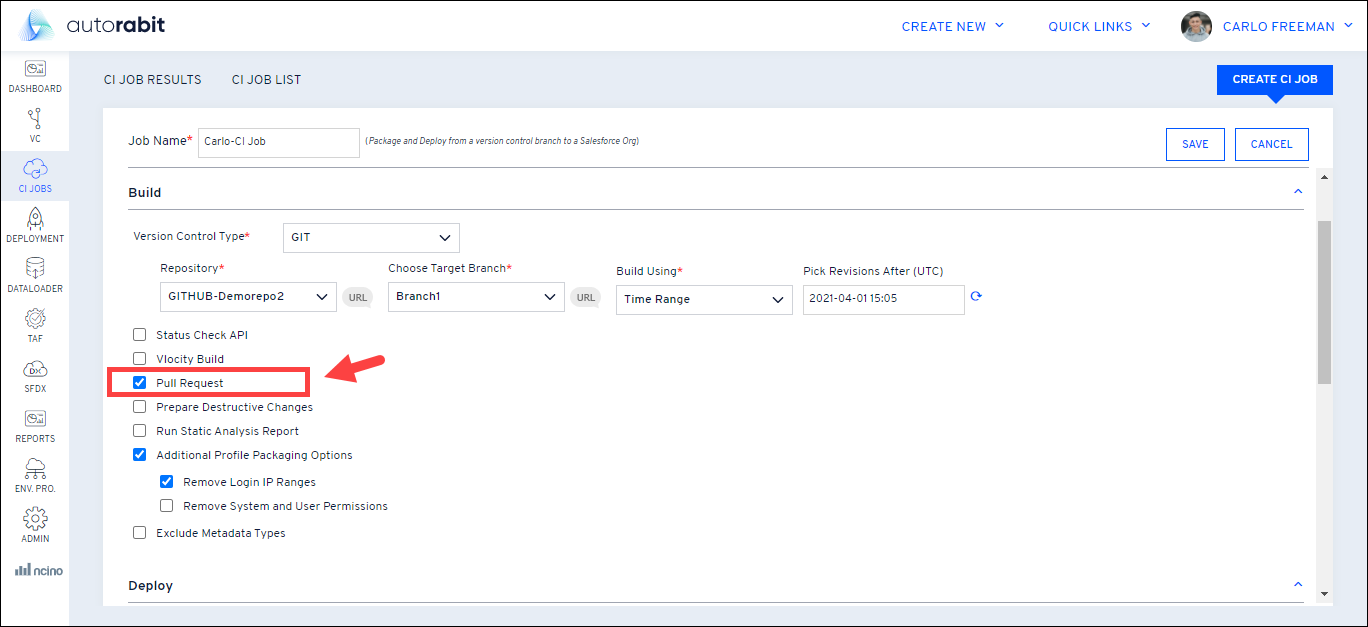 autorabit
CREATE NEW
QUICK LINKS
CARLO FREEMAN
DASHBOARD
VC
CI JOBS
DEPLOYMENT
DATALOADER
TAF
SFDX
REPORTS
ENV. PRO.
ADMIN
ncino
CI JOB RESULTS
CI JOB LIST
CREATE CI JOB
Job Name*
Carlo-CI Job
(Package and Deploy from a version control branch to a Salesforce Org)
SAVE
CANCEL
Build
Version Control Type*
GIT
Repository*
Choose Target Branch*
Build Using*
Pick Revisions After (UTC)
GITHUB-Demorepo2
URL
Branch1
URL
Time Range
2021-04-01 15:05
Status Check API
Vlocity Build
Pull Request
Prepare Destructive Changes
Run Static Analysis Report
Additional Profile Packaging Options
Remove Login IP Ranges
Remove System and User Permissions
Exclude Metadata Types
Deploy